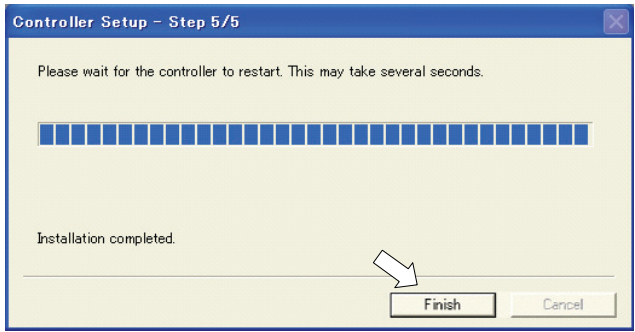 Controller Setup - Step 5/5
Please wait for the controller to restart. This may take several seconds.
Installation completed.
Finish
Cancel